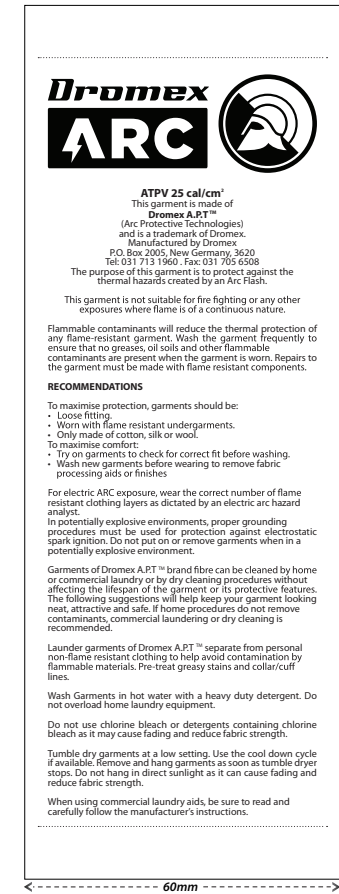 Dromex
ARC
ATPV 25 cal/cm²
This garment is made of
Dromex A.P.T™
(Arc Protective Technologies)
and is a trademark of Dromex.
Manufactured by Dromex
P.O. Box 2005, New Germany, 3620
Tel: 031 713 1960 . Fax: 031 705 6508
The purpose of this garment is to protect against the
thermal hazards created by an Arc Flash.
This garment is not suitable for fire fighting or any other
exposures where flame is of a continuous nature.
Flammable contaminants will reduce the thermal protection of
any flame-resistant garment. Wash the garment frequently to
ensure that no greases, oil soils and other flammable
contaminants are present when the garment is worn. Repairs to
the garment must be made with flame resistant components.
RECOMMENDATIONS
To maximise protection, garments should be:
• Loose fitting.
• Worn with flame resistant undergarments.
• Only made of cotton, silk or wool.
To maximise comfort:
• Try on garments to check for correct fit before washing.
• Wash new garments before wearing to remove fabric
processing aids or finishes
For electric ARC exposure, wear the correct number of flame
resistant clothing layers as dictated by an electric arc hazard
analyst.
In potentially explosive environments, proper grounding
procedures must be used for protection against electrostatic
spark ignition. Do not put on or remove garments when in a
potentially explosive environment.
Garments of Dromex A.P.T ™ brand fibre can be cleaned by home
or commercial laundry or by dry cleaning procedures without
affecting the lifespan of the garment or its protective features.
The following suggestions will help keep your garment looking
neat, attractive and safe. If home procedures do not remove
contaminants, commercial laundering or dry cleaning is
recommended.
Launder garments of Dromex A.P.T ™ separate from personal
non-flame resistant clothing to help avoid contamination by
flammable materials. Pre-treat greasy stains and collar/cuff
lines.
Wash Garments in hot water with a heavy duty detergent. Do
not overload home laundry equipment.
Do not use chlorine bleach or detergents containing chlorine
bleach as it may cause fading and reduce fabric strength.
Tumble dry garments at a low setting. Use the cool down cycle
if available. Remove and hang garments as soon as tumble dryer
stops. Do not hang in direct sunlight as it can cause fading and
reduce fabric strength.
When using commercial laundry aids, be sure to read and
carefully follow the manufacturer's instructions.
60mm